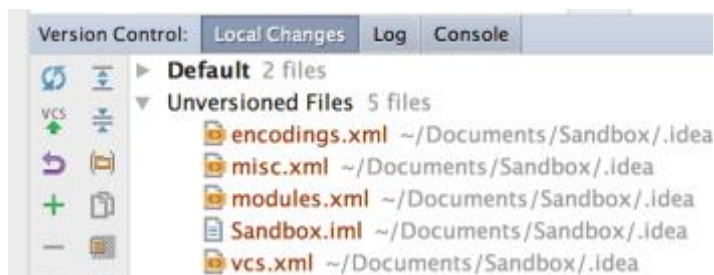 Version Control: Local Changes Log Console
Default 2 files
VCS
Unversioned Files 5 files
encodings.xml ~/Documents/Sandbox/.idea
misc.xml ~/Documents/Sandbox/.idea
modules.xml ~/Documents/Sandbox/.idea
Sandbox.iml ~/Documents/Sandbox/.idea
vcs.xml ~/Documents/Sandbox/.idea